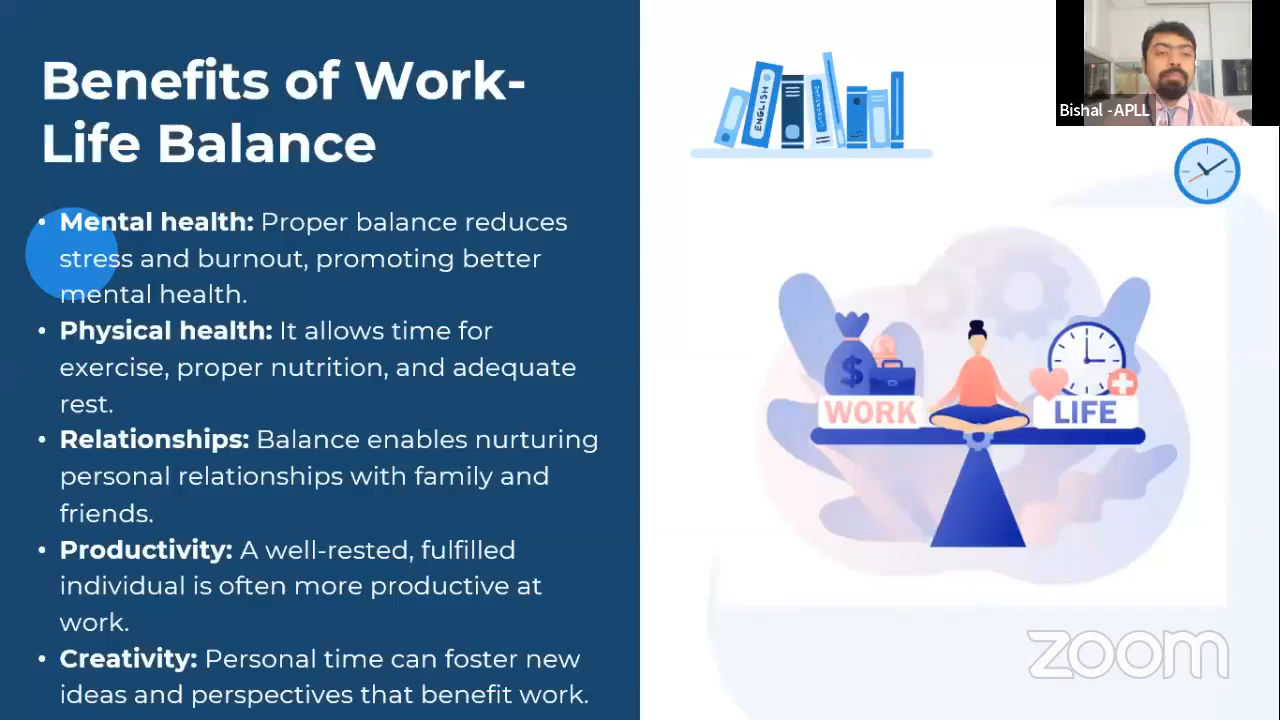 Benefits of Work-
Life Balance
• Mental health: Proper balance reduces
stress and burnout, promoting better
mental health.
• Physical health: It allows time for
exercise, proper nutrition, and adequate
rest.
• Relationships: Balance enables nurturing
personal relationships with family and
friends.
• Productivity: A well-rested, fulfilled
individual is often more productive at
work.
• Creativity: Personal time can foster new
ideas and perspectives that benefit work.
ENGLISH
LITERATURE
Bishal -APLL
$
WORK
LIFE
zoom